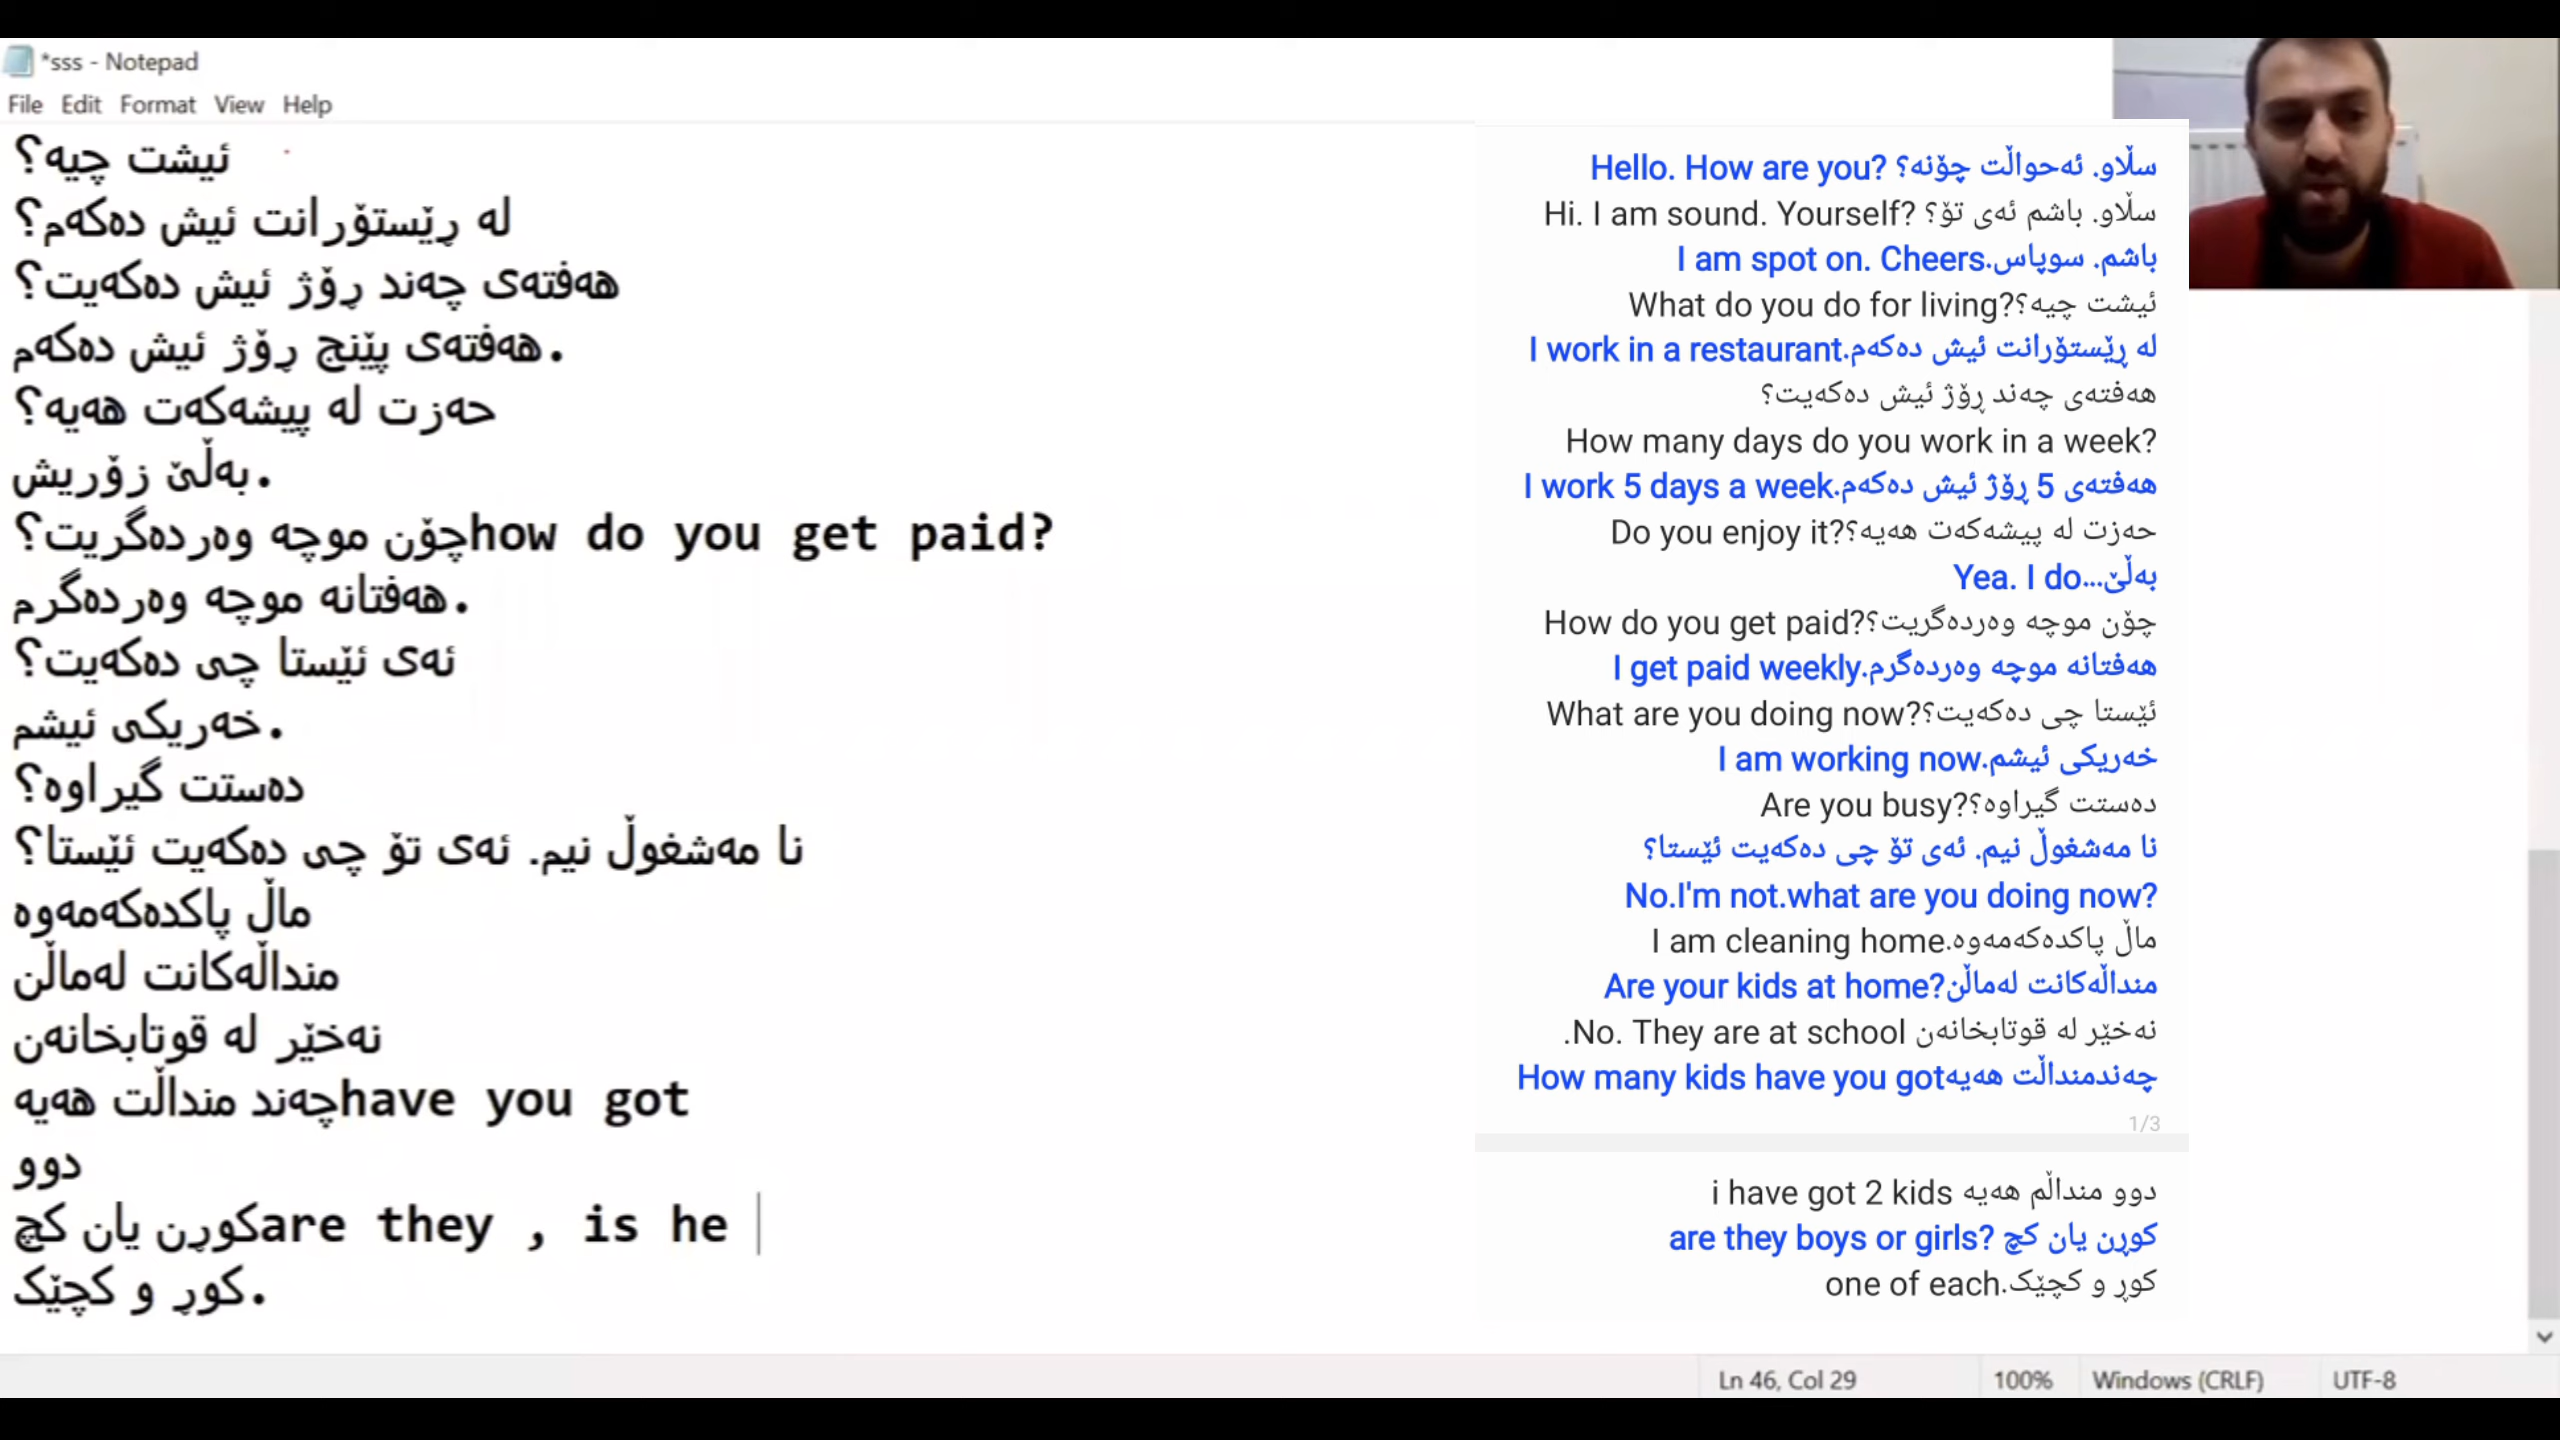 *sss - Notepad
File Edit Format View Help
ئیشت چیە؟
لە ڕێستۆرانت ئیش دەکەم؟
هەفتەی چەند ڕۆژ ئیش دەکەیت؟
هەفتەی پێنج ڕۆژ ئیش دەکەم.
حەزت لە پیشەکەت هەیە؟
بەڵێ زۆریش.
چۆن موچە وەردەگریت؟how do you get paid?
هەفتانە موچە وەردەگرم.
ئەی ئێستا چی دەکەیت؟
خەریکی ئیشم.
دەستت گیراوە؟
نا مەشغوڵ نیم. ئەی تۆ چی دەکەیت ئێستا؟
ماڵ پاکدەکەمەوە
منداڵەکانت لەماڵن
نەخێر لە قوتابخانەن
چەند منداڵت هەیەhave you got
دوو
کوڕن یان کچare they , is he
کوڕ و کچێک.
Hello. How are you? سڵاو. ئەحواڵت چۆنە؟
Hi. I am sound. Yourself? سڵاو. باشم ئەی تۆ؟
I am spot on. Cheers.باشم. سوپاس
What do you do for living?ئیشت چیە؟
I work in a restaurant.لە ڕێستۆرانت ئیش دەکەم
هەفتەی چەند ڕۆژ ئیش دەکەیت؟
How many days do you work in a week?
I work 5 days a week.هەفتەی 5 ڕۆژ ئیش دەکەم
Do you enjoy it?حەزت لە پیشەکەت هەیە؟
Yea. I do...بەڵێ
How do you get paid?چۆن موچە وەردەگریت؟
I get paid weekly.هەفتانە موچە وەردەگرم
What are you doing now?ئێستا چی دەکەیت؟
I am working now.خەریکی ئیشم
Are you busy?دەستت گیراوە؟
نا مەشغوڵ نیم. ئەی تۆ چی دەکەیت ئێستا؟
No.I'm not.what are you doing now?
I am cleaning home.ماڵ پاکدەکەمەوە
Are your kids at home?منداڵەکانت لەماڵن
.No. They are at school نەخێر لە قوتابخانەن
How many kids have you gotچەندمنداڵت هەیە
1/3
i have got 2 kids دوو منداڵم هەیە
are they boys or girls? کوڕن یان کچ
one of each.کوڕ و کچێک
Ln 46, Col 29 100% Windows (CRLF) UTF-8